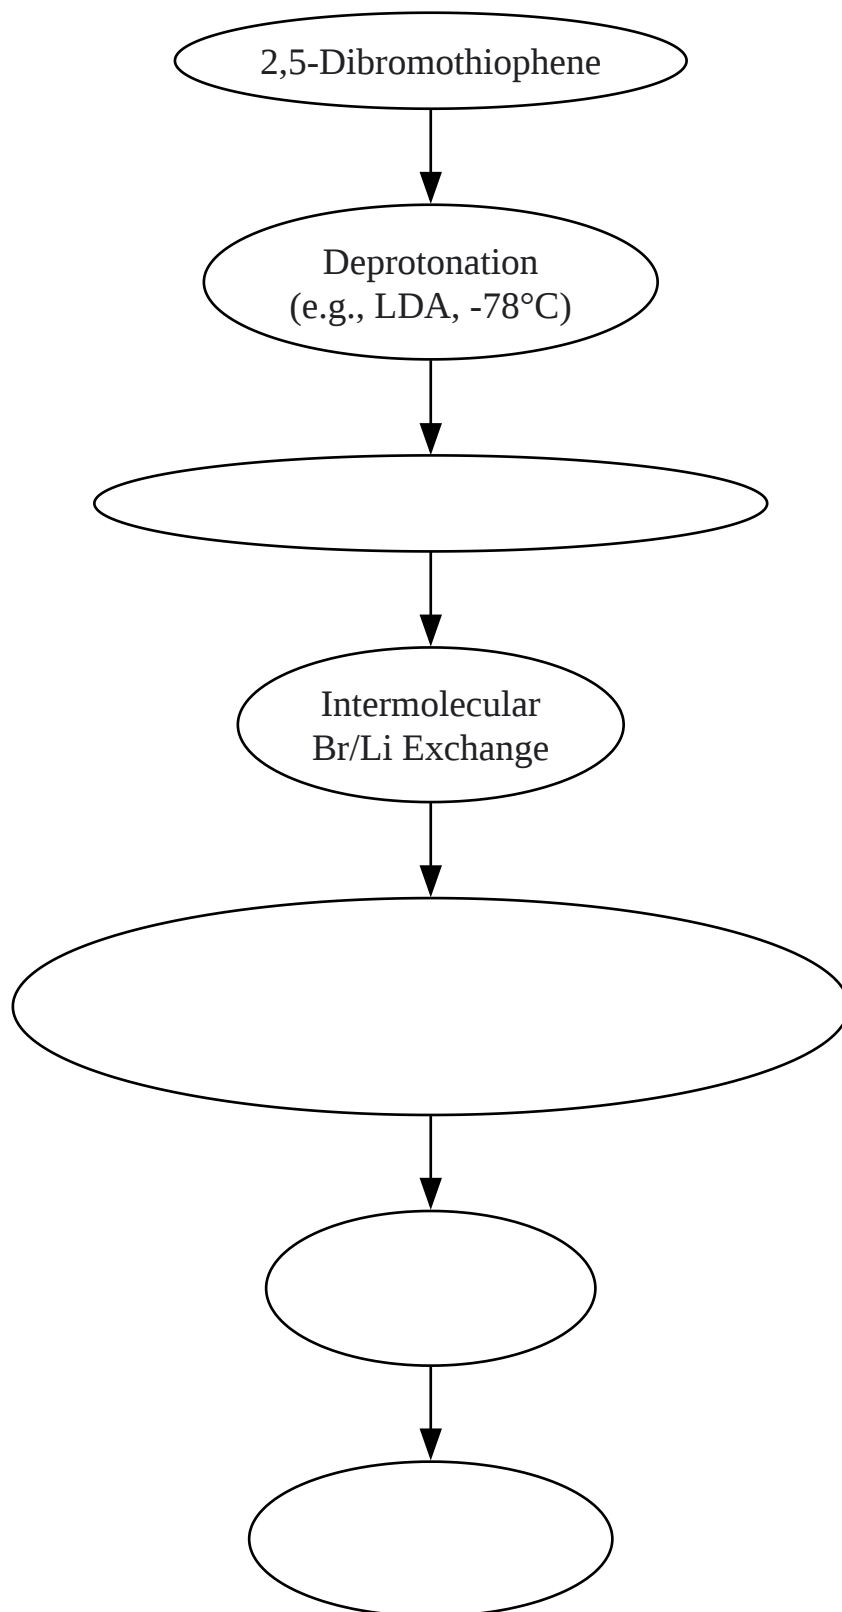 2,5-Dibromothiophene
Deprotonation
(e.g., LDA, -78°C)
Intermolecular
Br/Li Exchange